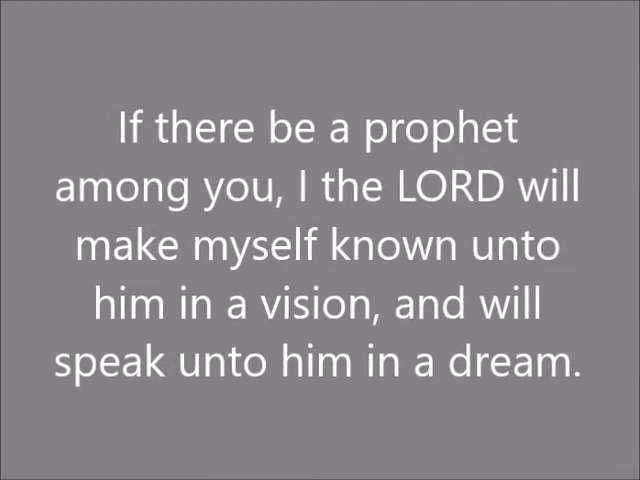 If there be a prophet
among you, I the LORD will
make myself known unto
him in a vision, and will
speak unto him in a dream.